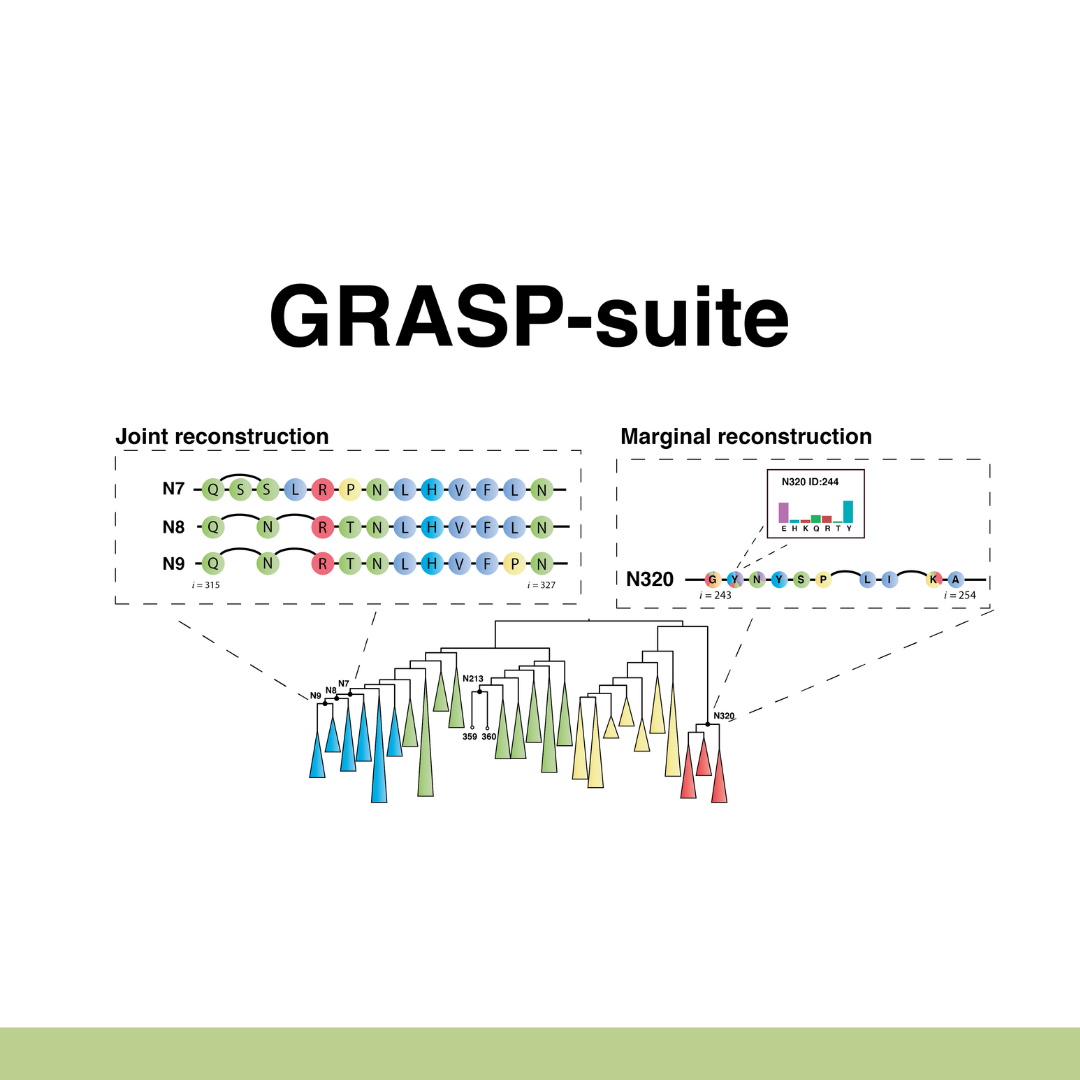 GRASP-suite
Joint reconstruction
N7 Q S S L R P N L H V F L N
N8 Q N R T N L H V F L N
N9 Q N R T N L H V F P N
i = 315 i = 327
Marginal reconstruction
N320 ID:244
E H K Q R T Y
N320 G Y N Y S P L I K A
i = 243 i = 254
N9 N8 N7
N213
359 360
N320